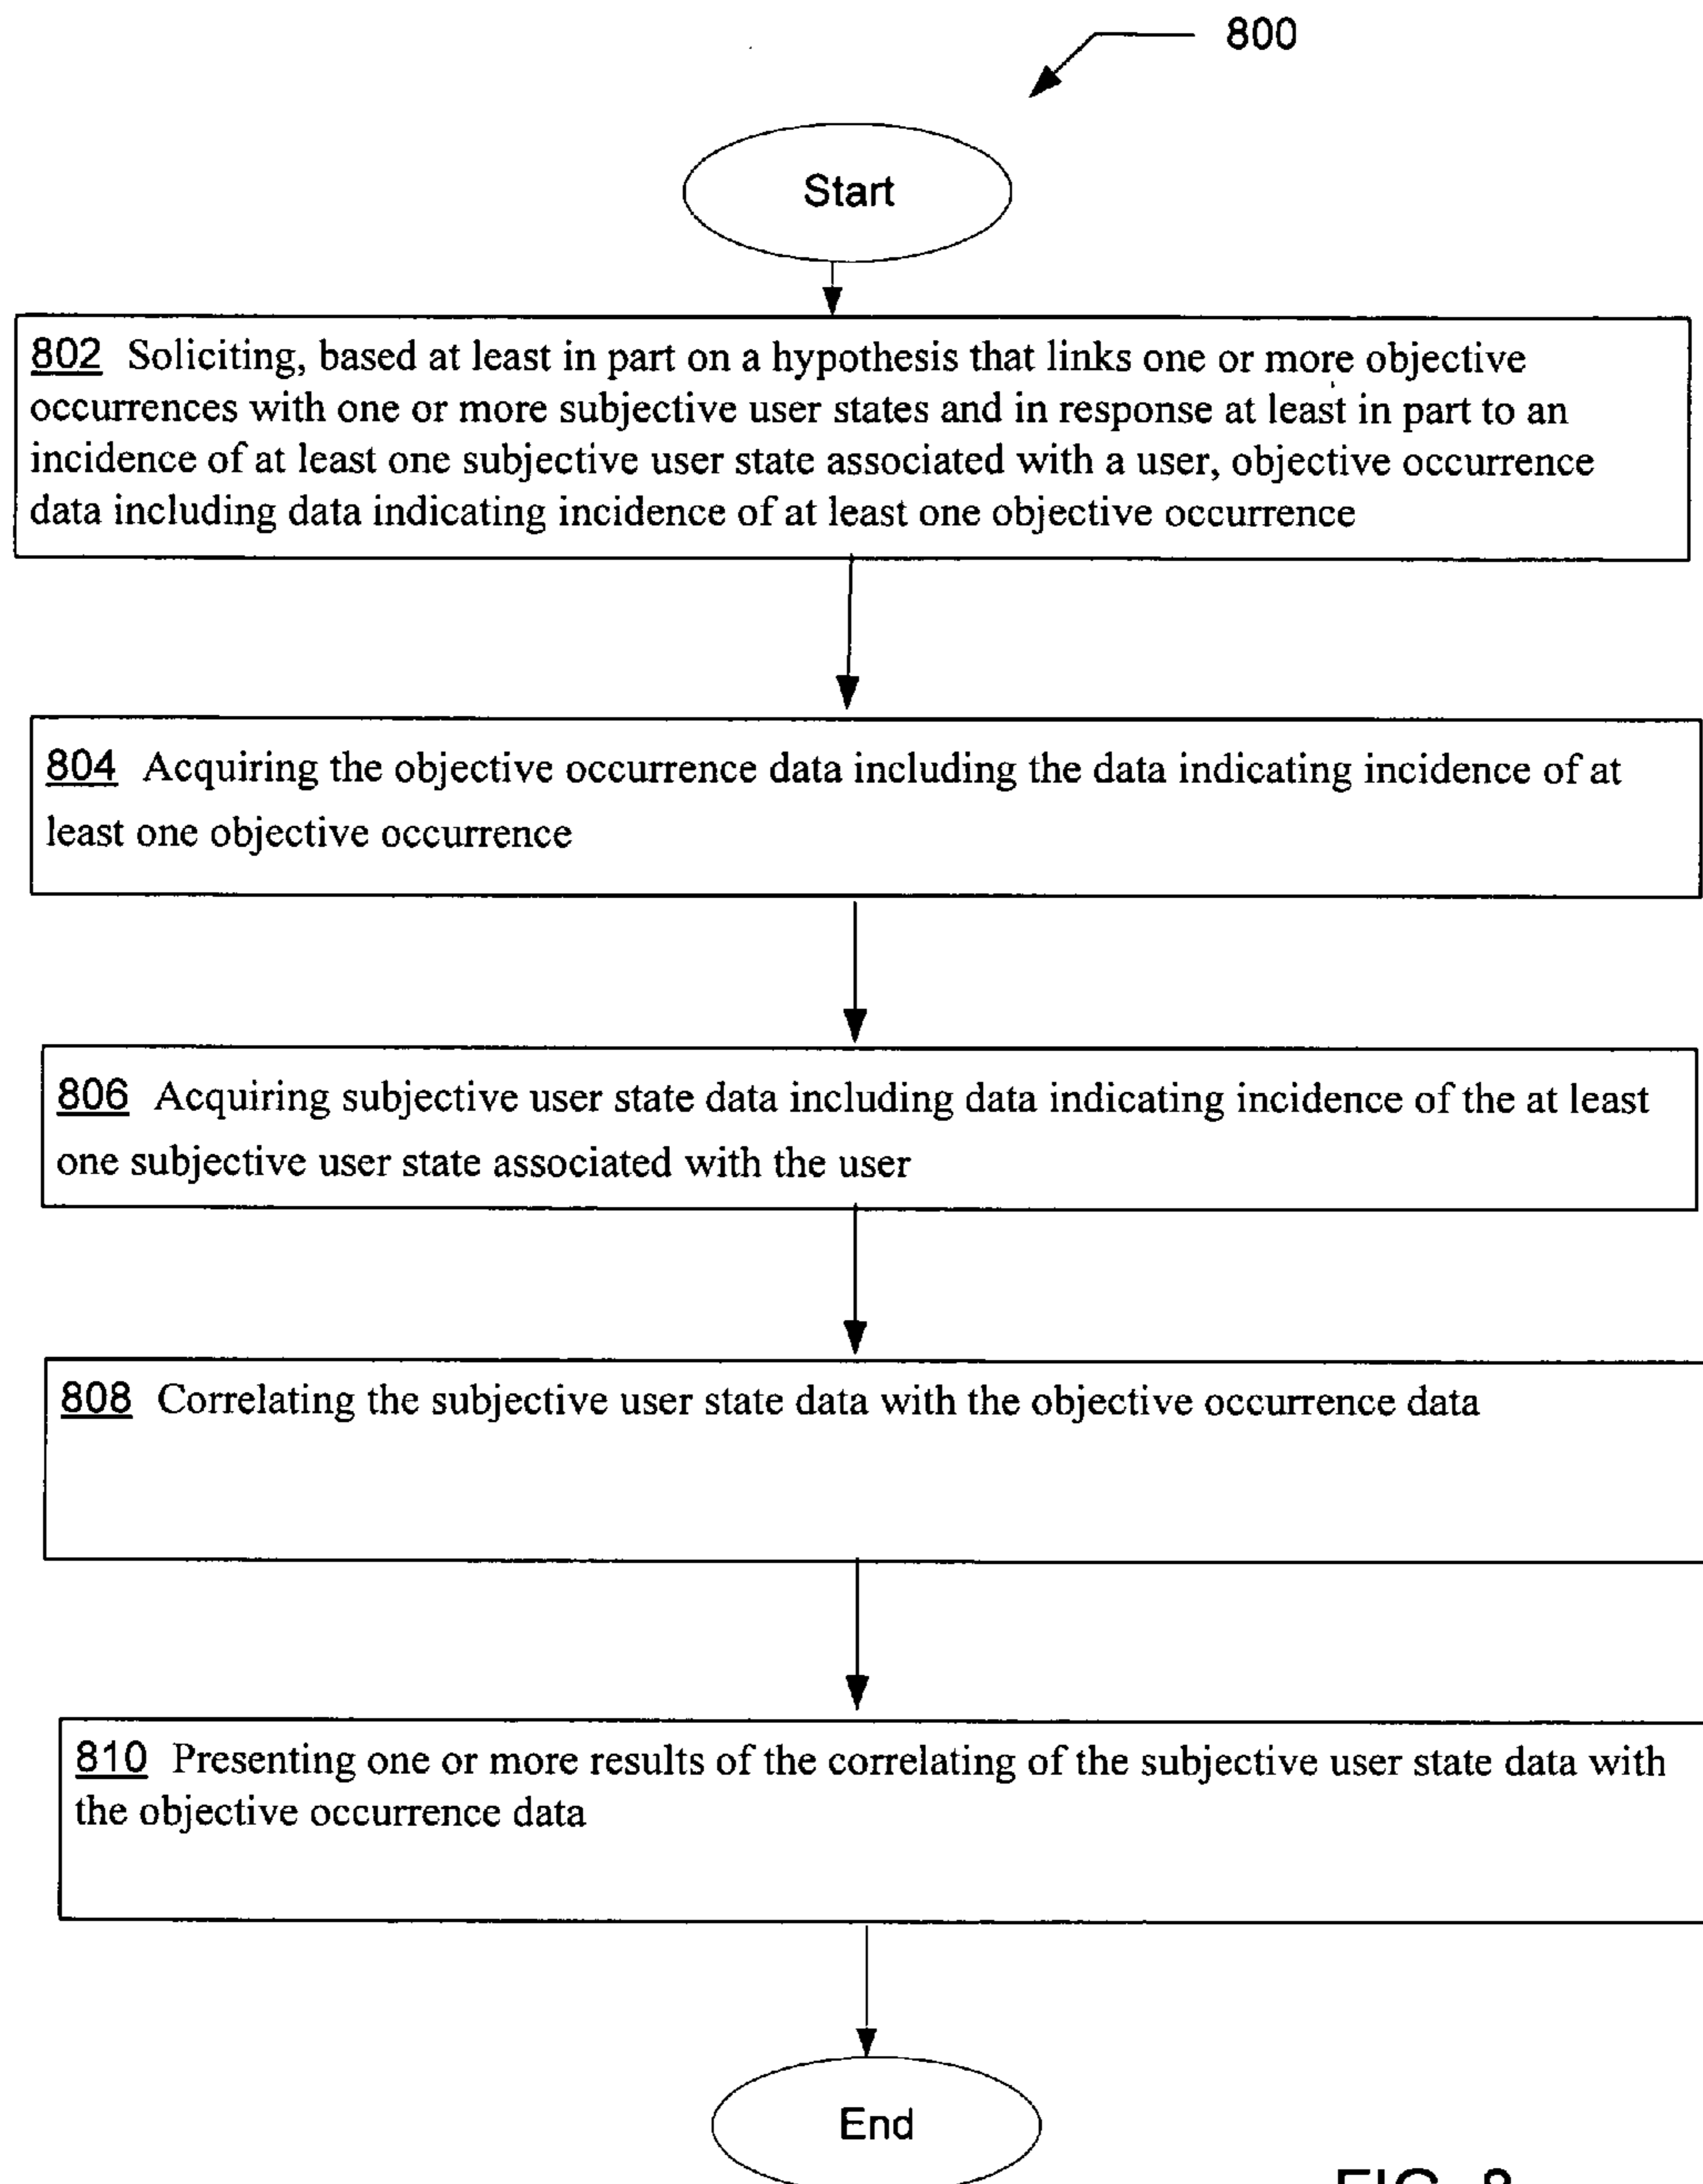 800
Start
802 Soliciting, based at least in part on a hypothesis that links one or more objective
occurrences with one or more subjective user states and in response at least in part to an
incidence of at least one subjective user state associated with a user, objective occurrence
data including data indicating incidence of at least one objective occurrence
804 Acquiring the objective occurrence data including the data indicating incidence of at
least one objective occurrence
806 Acquiring subjective user state data including data indicating incidence of the at least
one subjective user state associated with the user
808 Correlating the subjective user state data with the objective occurrence data
810 Presenting one or more results of the correlating of the subjective user state data with
the objective occurrence data
End
FIG. 8